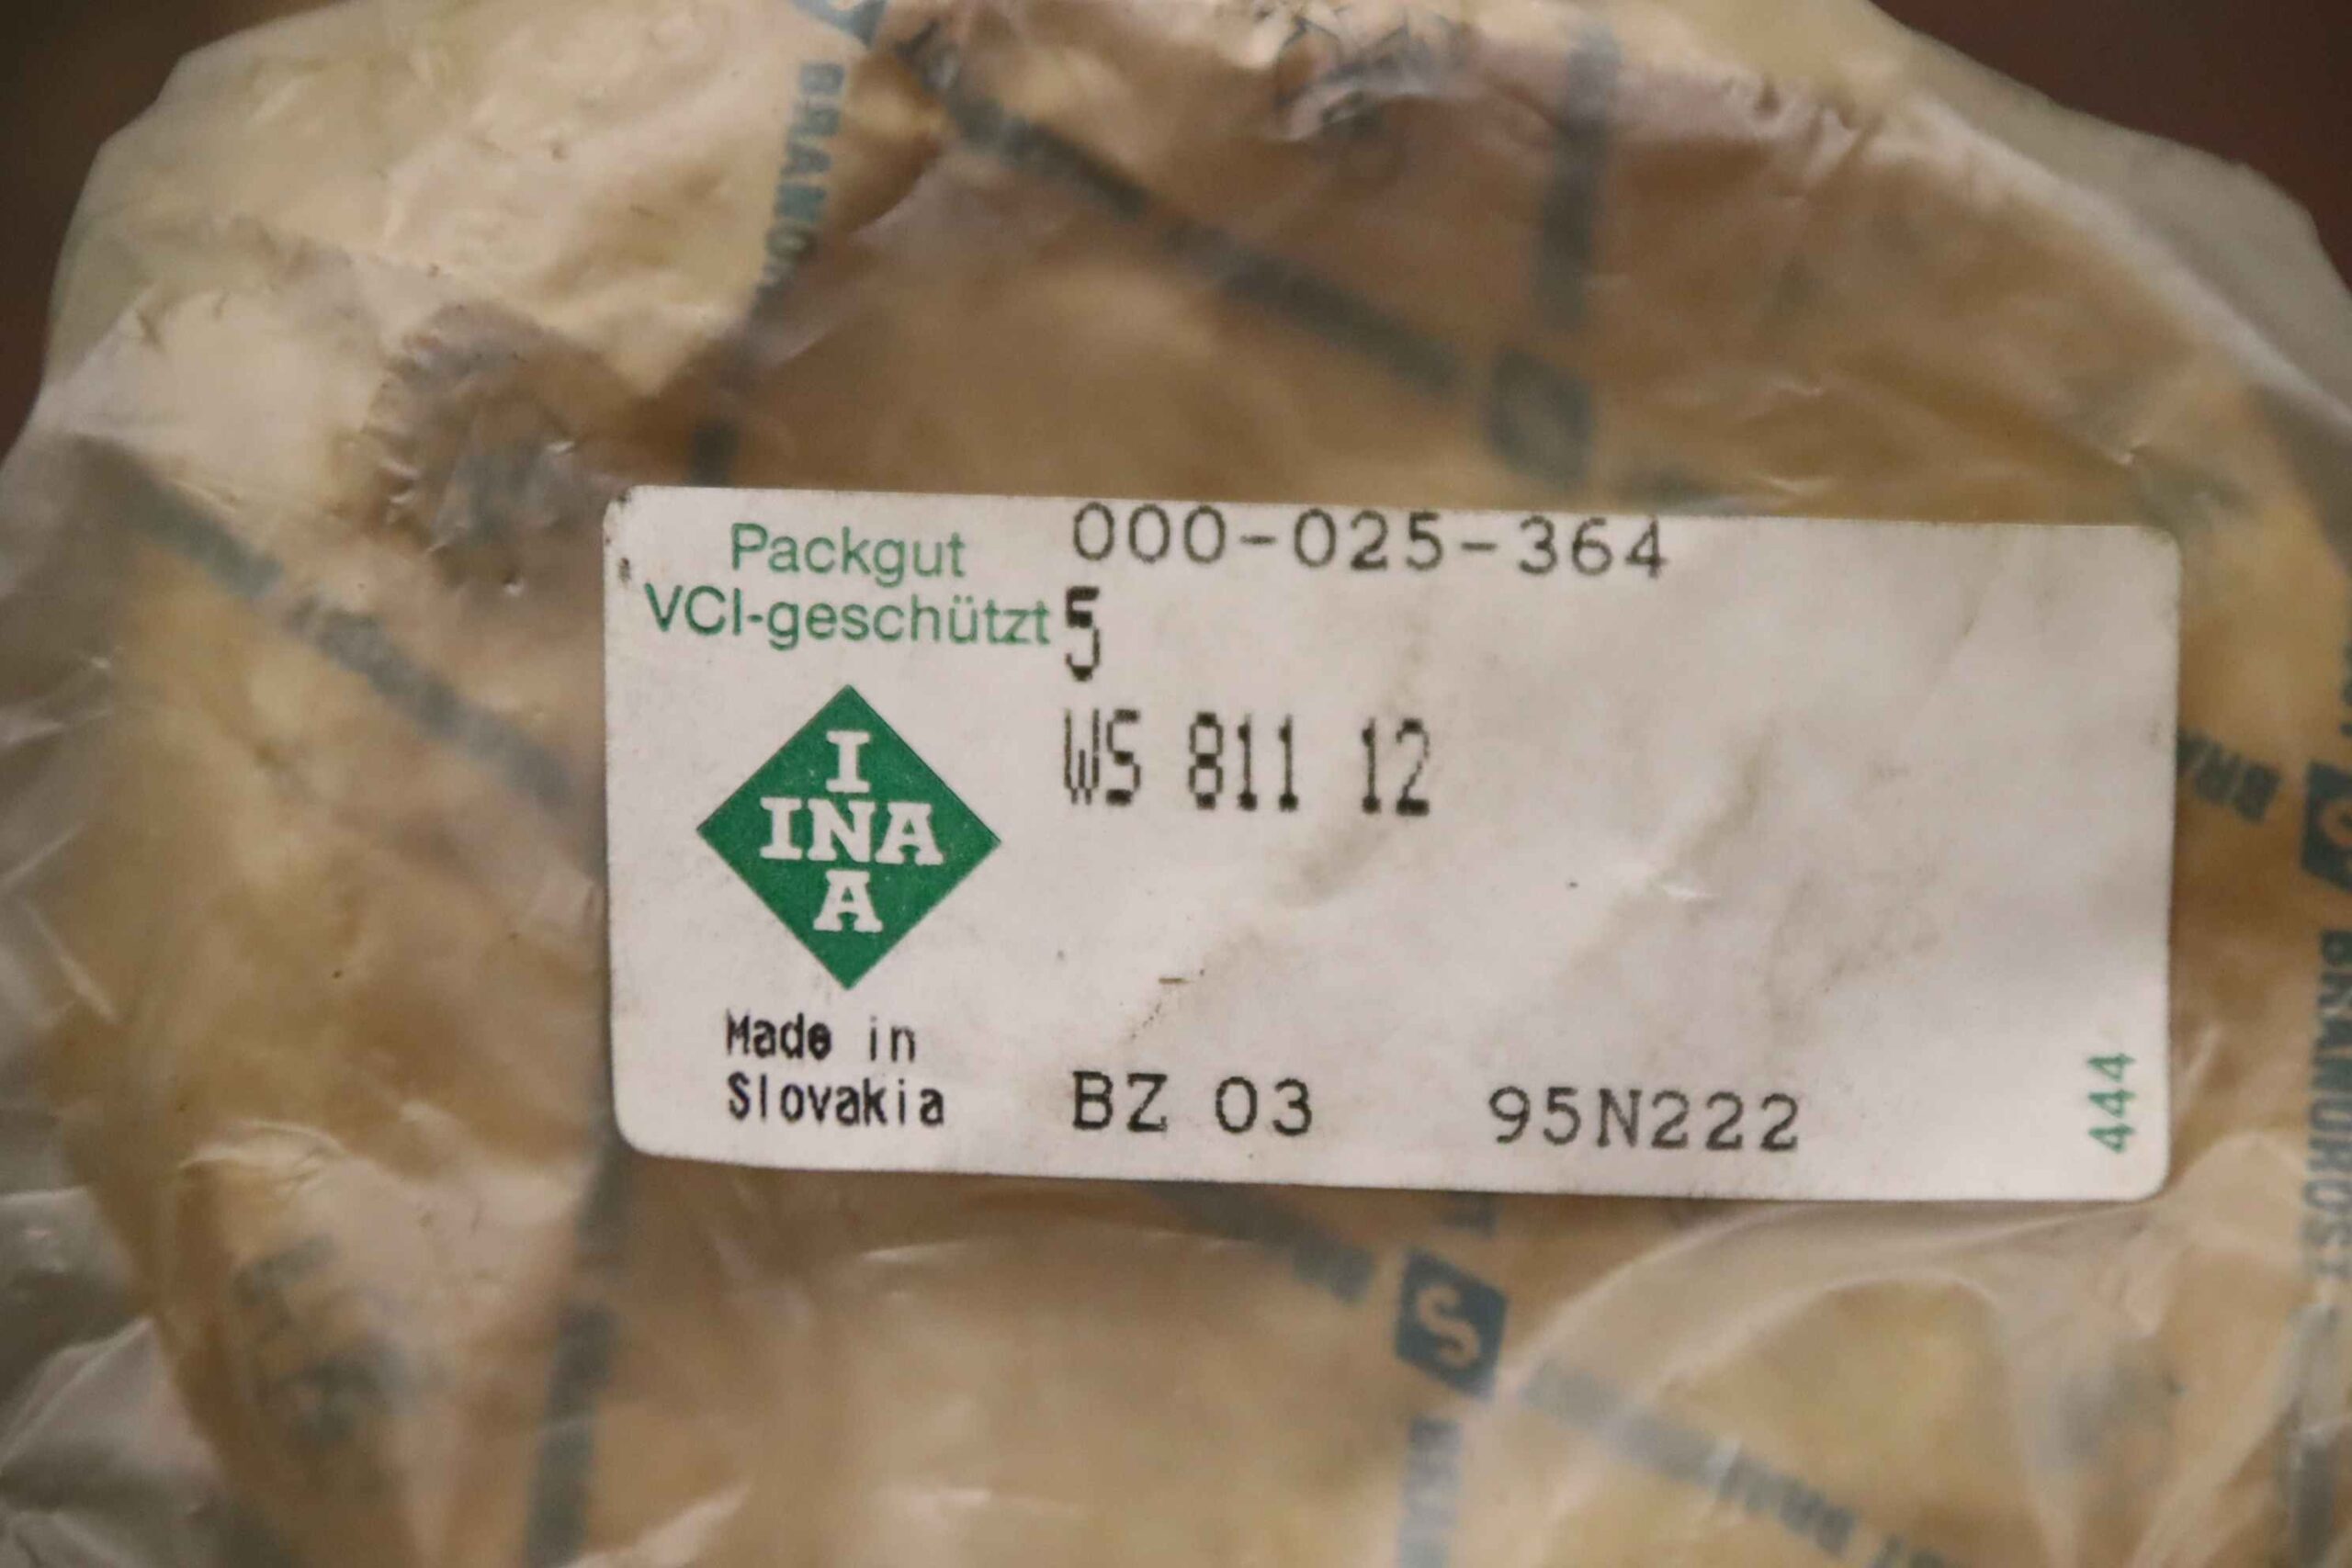 Packgut
VCI-geschützt
000-025-364
5
WS 811 12
I
INA
A
Made in
Slovakia
BZ 03 95N222
444